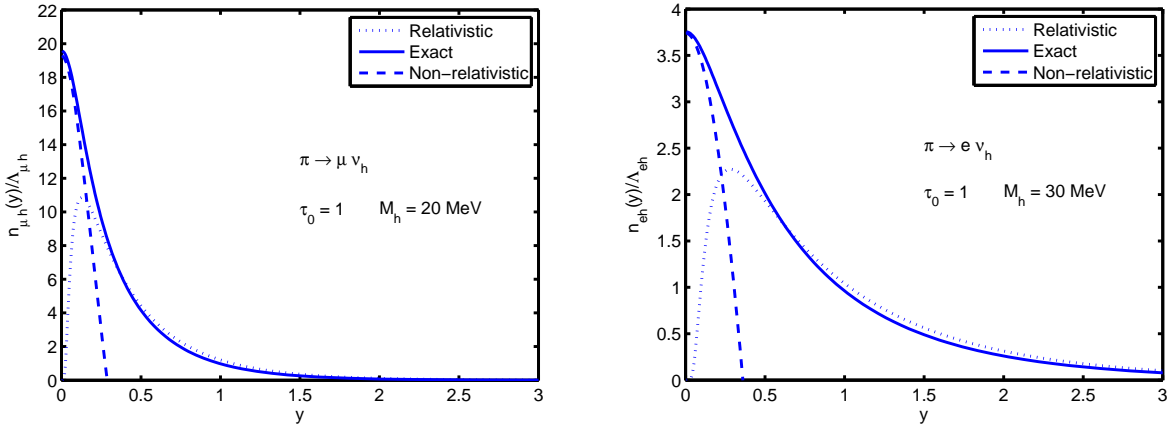 22
20
18
16
14
12
10
8
6
4
2
0
n_{μ h}(y)/Λ_{μ h}
Relativistic
Exact
Non−relativistic
π → μ ν_h
τ_0 = 1 M_h = 20 MeV
0 0.5 1 1.5 2 2.5 3
y
4
3.5
3
2.5
2
1.5
1
0.5
0
n_{eh}(y)/Λ_{eh}
Relativistic
Exact
Non−relativistic
π → e ν_h
τ_0 = 1 M_h = 30 MeV
0 0.5 1 1.5 2 2.5 3
y